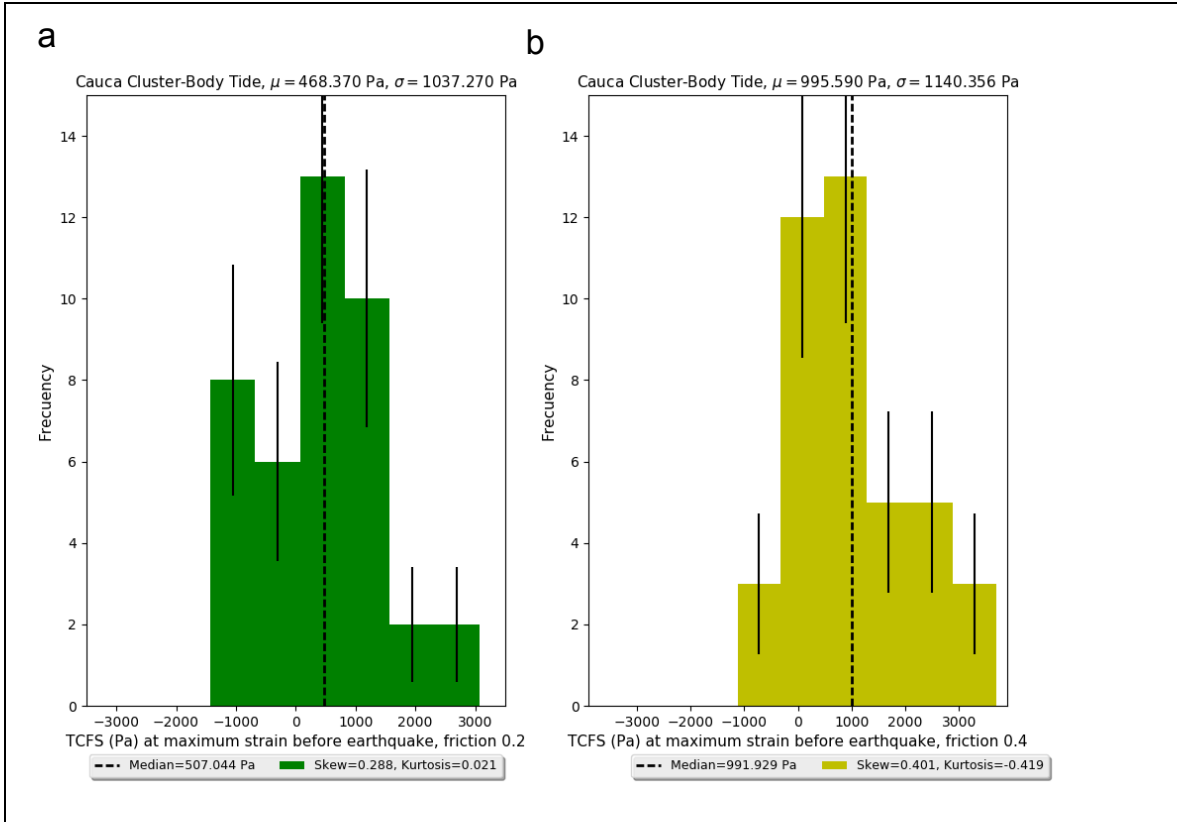 a
Cauca Cluster-Body Tide, μ = 468.370 Pa, σ = 1037.270 Pa
14
12
10
8
6
4
2
0
Frecuency
−3000 −2000 −1000 0 1000 2000 3000
TCFS (Pa) at maximum strain before earthquake, friction 0.2
Median=507.044 Pa Skew=0.288, Kurtosis=0.021
b
Cauca Cluster-Body Tide, μ = 995.590 Pa, σ = 1140.356 Pa
14
12
10
8
6
4
2
0
Frecuency
−3000 −2000 −1000 0 1000 2000 3000
TCFS (Pa) at maximum strain before earthquake, friction 0.4
Median=991.929 Pa Skew=0.401, Kurtosis=-0.419